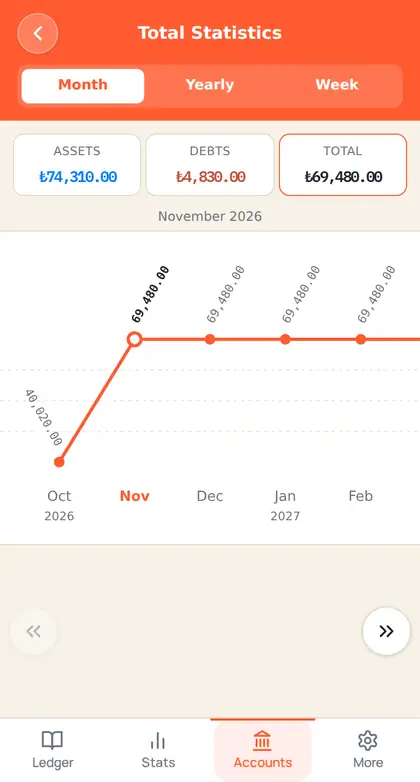 Total Statistics
Month Yearly Week
ASSETS DEBTS TOTAL
₺74,310.00 ₺4,830.00 ₺69,480.00
November 2026
40,020.00 69,480.00 69,480.00 69,480.00 69,480.00
Oct Nov Dec Jan Feb
2026 2027
Ledger Stats Accounts More